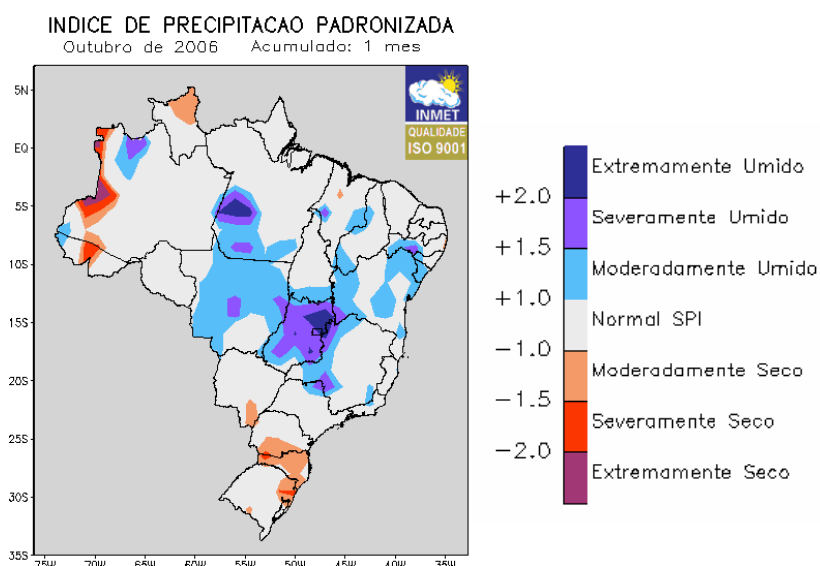 INDICE DE PRECIPITACAO PADRONIZADA
Outubro de 2006 Acumulado: 1 mes
INMET
QUALIDADE
ISO 9001
5N
EQ
5S
10S
15S
20S
25S
30S
35S
75W 70W 65W 60W 55W 50W 45W 40W 35W
Extremamente Umido
+2.0
Severamente Umido
+1.5
Moderadamente Umido
+1.0
Normal SPI
-1.0
Moderadamente Seco
-1.5
Severamente Seco
-2.0
Extremamente Seco